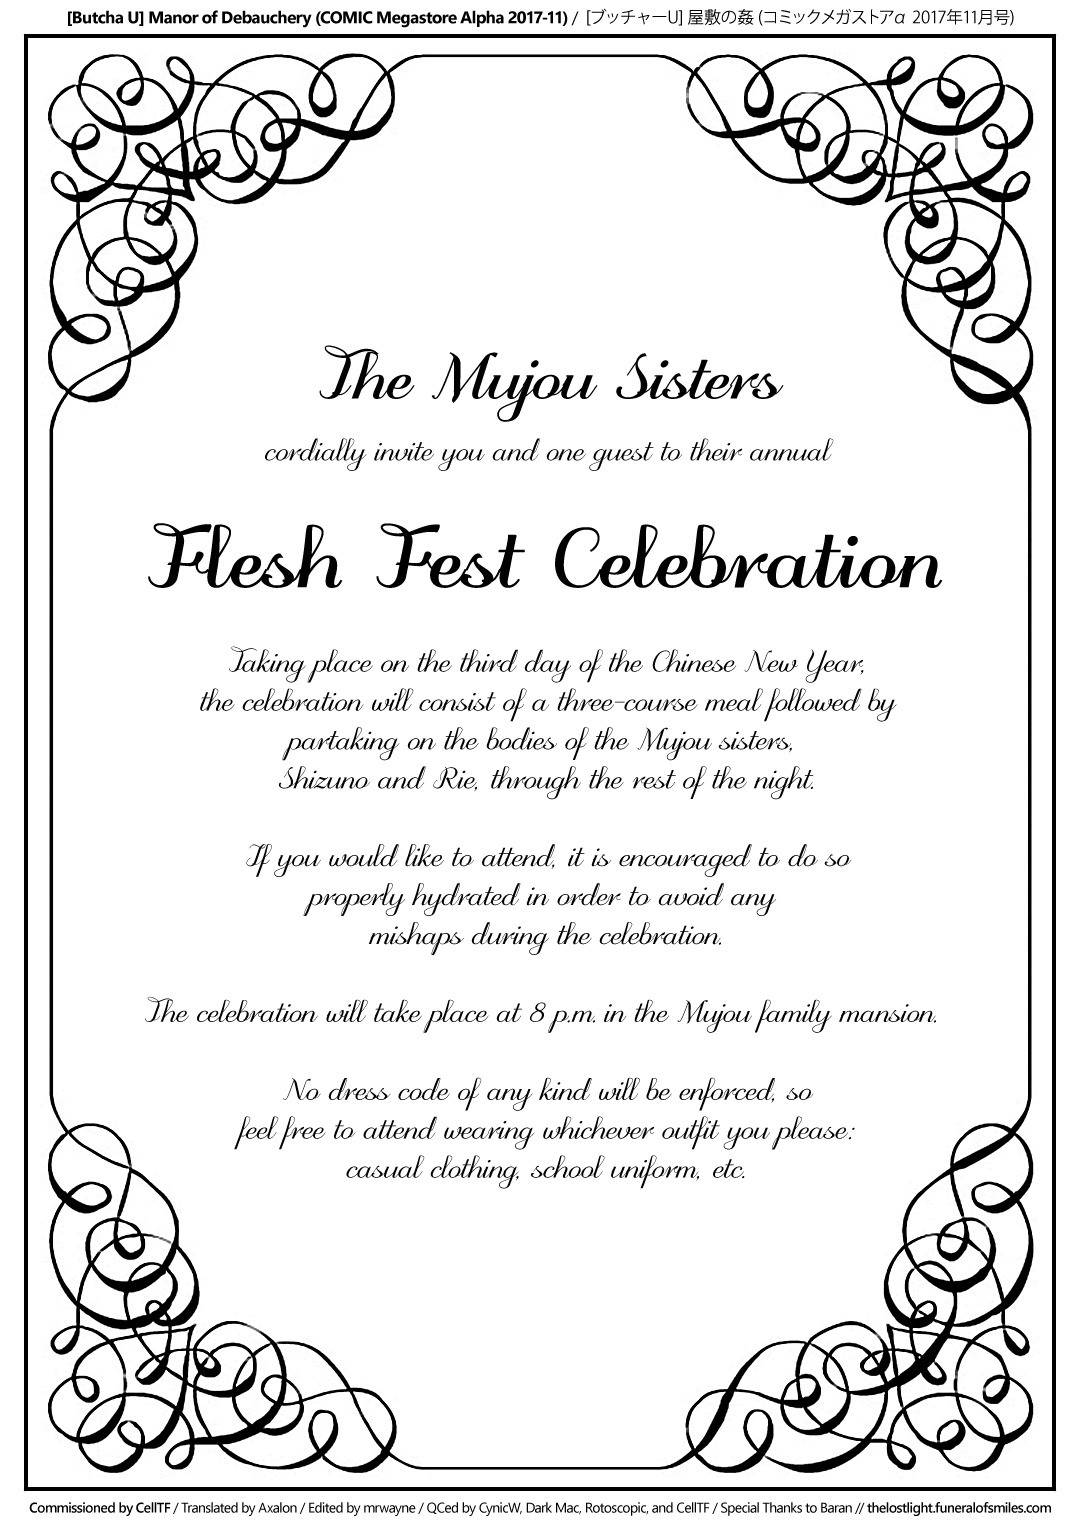 [Butcha U] Manor of Debauchery (COMIC Megastore Alpha 2017-11) / [ブッチャーU] 屋敷の姦 (コミックメガストアα 2017年11月号)
The Mujou Sisters
cordially invite you and one guest to their annual
Flesh Fest Celebration
Taking place on the third day of the Chinese New Year,
the celebration will consist of a three-course meal followed by
partaking on the bodies of the Mujou sisters,
Shizuno and Rie, through the rest of the night.
If you would like to attend, it is encouraged to do so
properly hydrated in order to avoid any
mishaps during the celebration.
The celebration will take place at 8 p.m. in the Mujou family mansion.
No dress code of any kind will be enforced, so
feel free to attend wearing whichever outfit you please:
casual clothing, school uniform, etc.
Commissioned by CellTF / Translated by Axalon / Edited by mrwayne / QCed by CynicW, Dark Mac, Rotoscopic, and CellTF / Special Thanks to Baran // thelostlight.funeralofsmiles.com